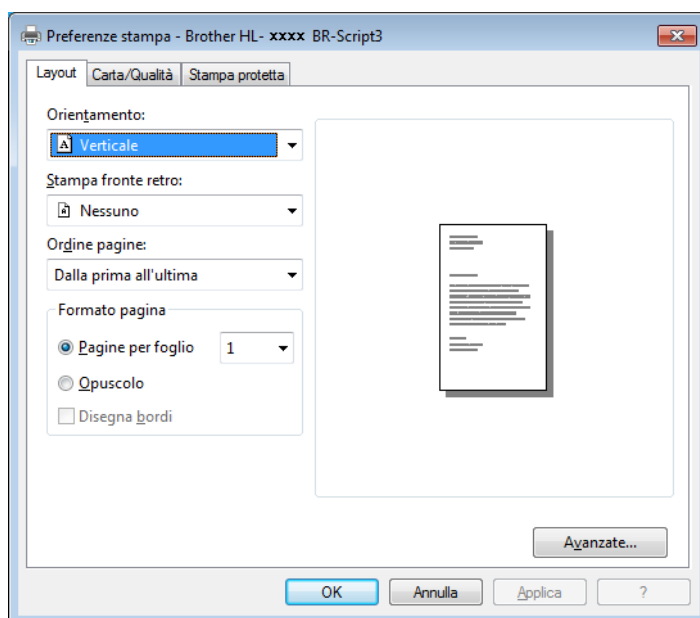 Preferenze stampa - Brother HL- xxxx BR-Script3
Layout Carta/Qualità Stampa protetta
Orientamento:
A Verticale
Stampa fronte retro:
Nessuno
Ordine pagine:
Dalla prima all'ultima
Formato pagina
Pagine per foglio 1
Opuscolo
Disegna bordi
Avanzate...
OK Annulla Applica ?